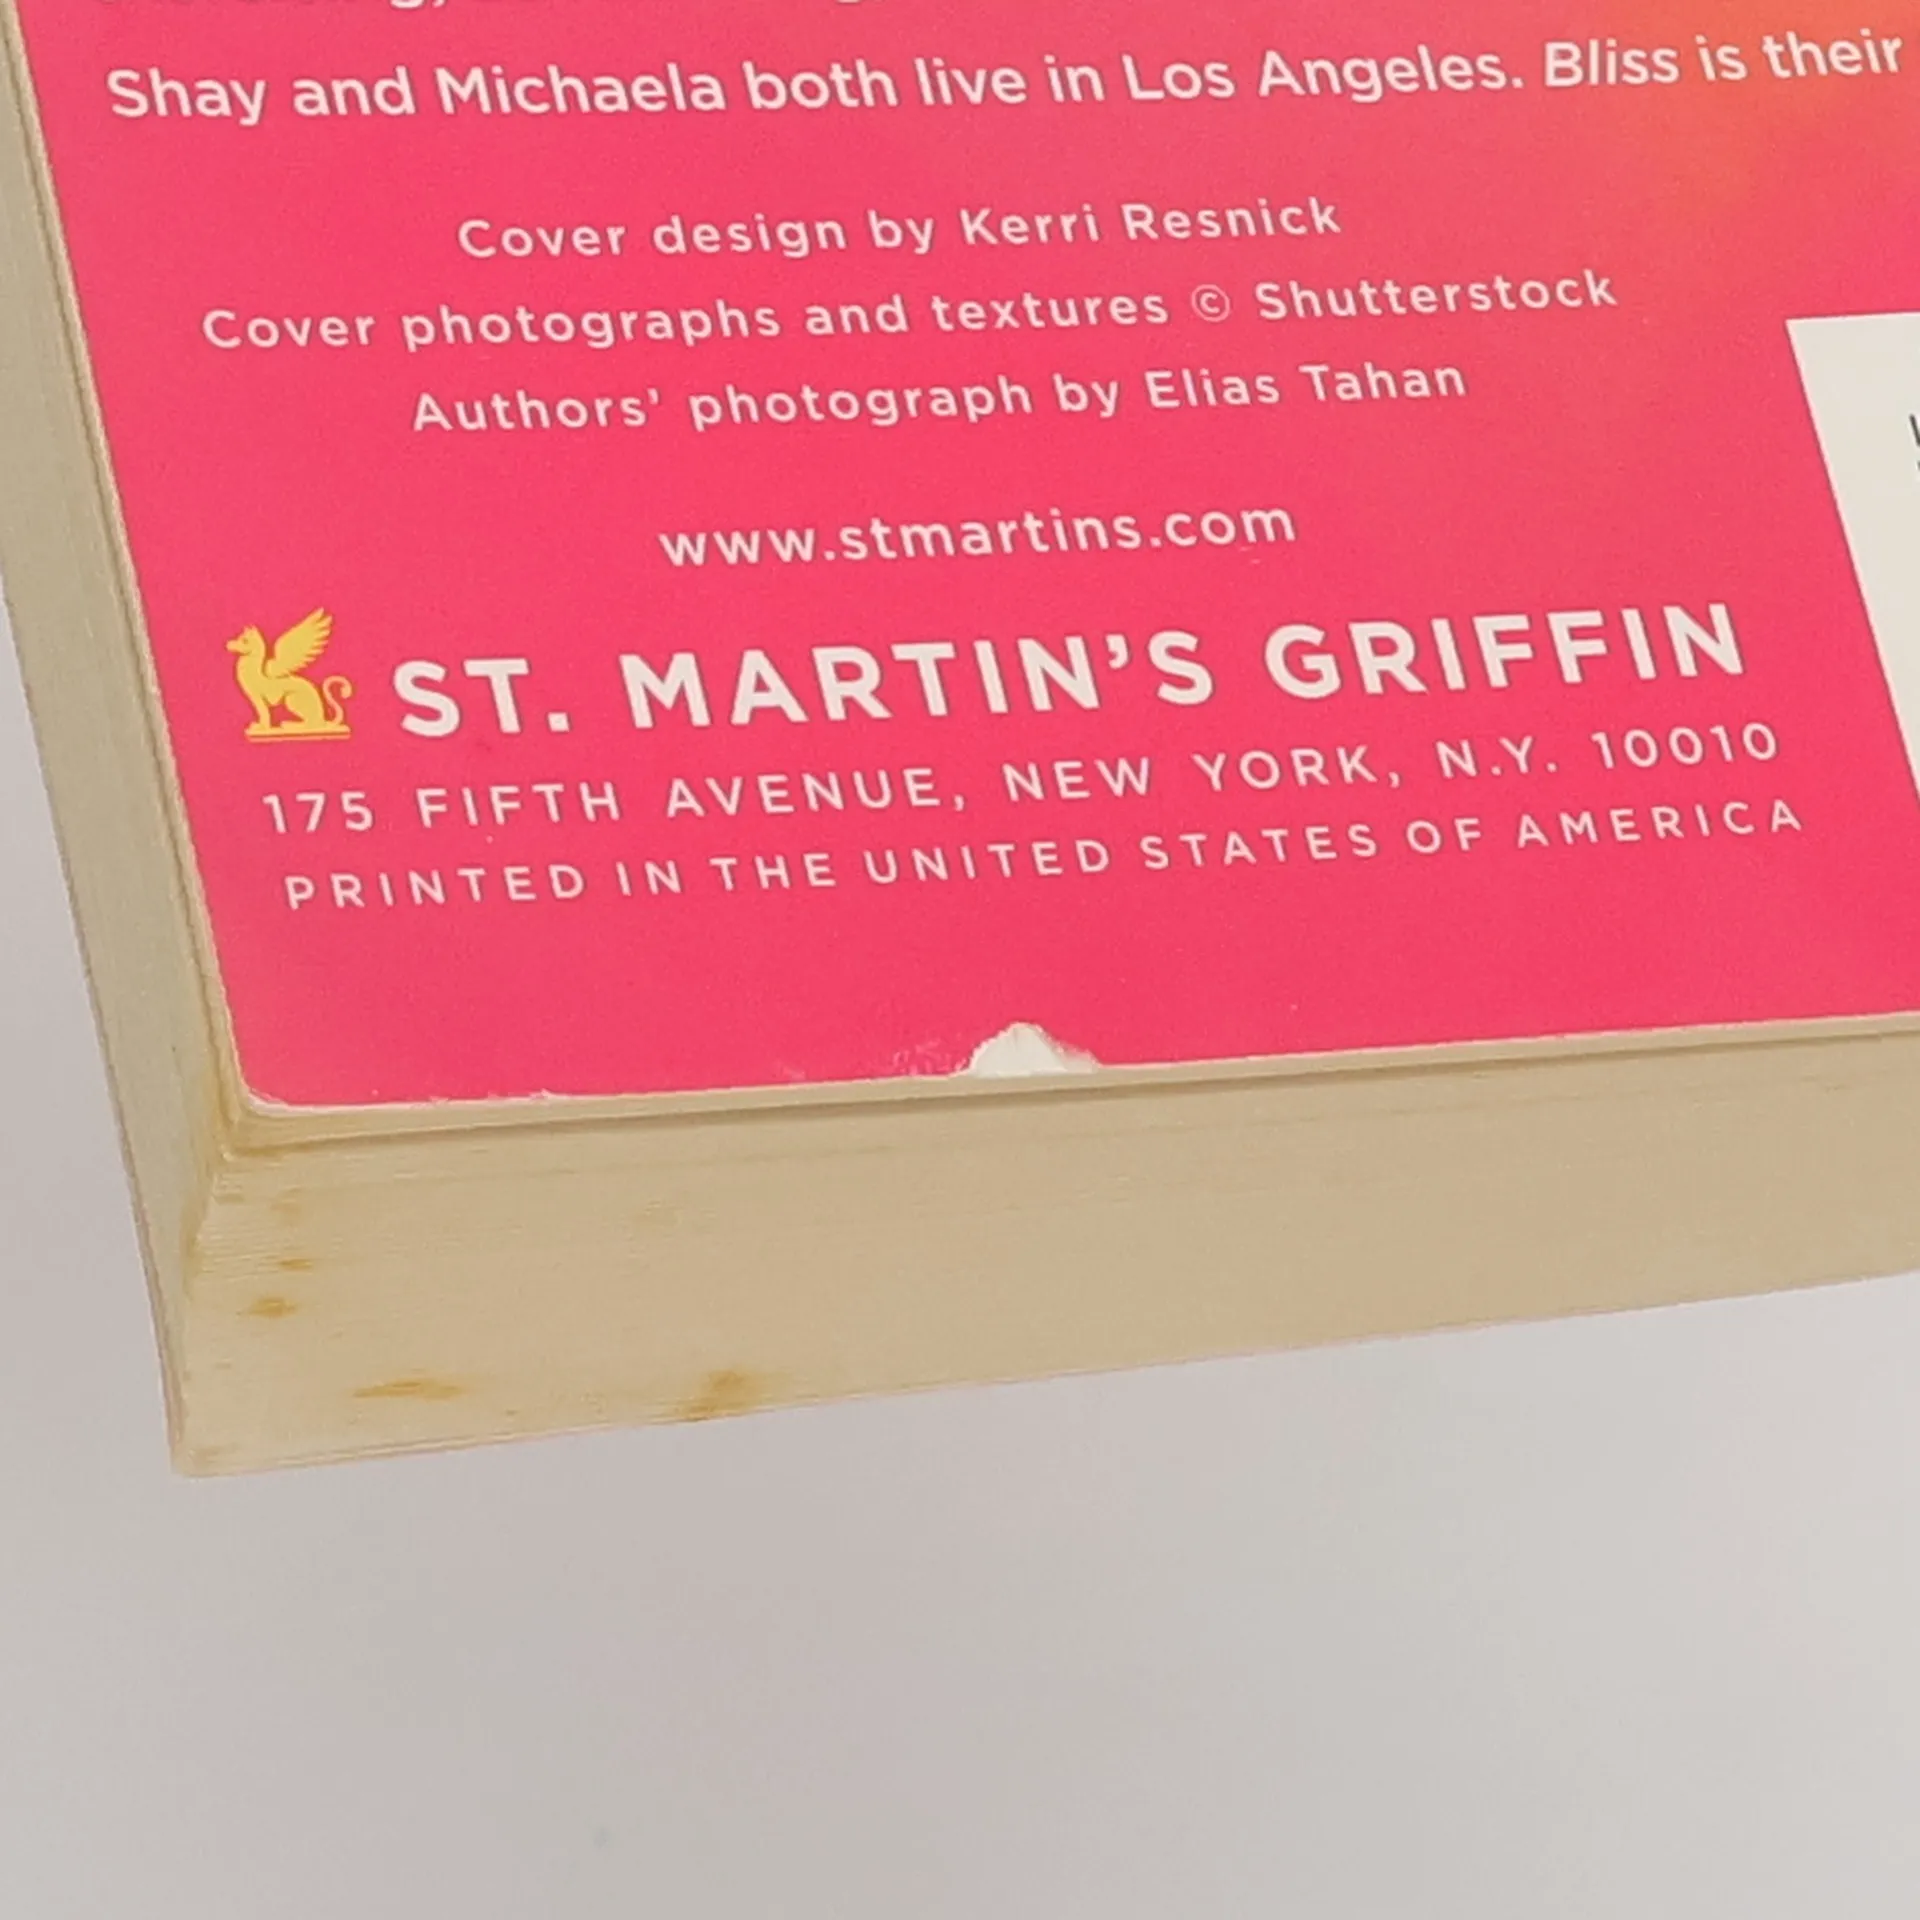 Shay and Michaela both live in Los Angeles. Bliss is their
Cover design by Kerri Resnick
Cover photographs and textures © Shutterstock
Authors' photograph by Elias Tahan
www.stmartins.com
ST. MARTIN'S GRIFFIN
175 FIFTH AVENUE, NEW YORK, N.Y. 10010
PRINTED IN THE UNITED STATES OF AMERICA